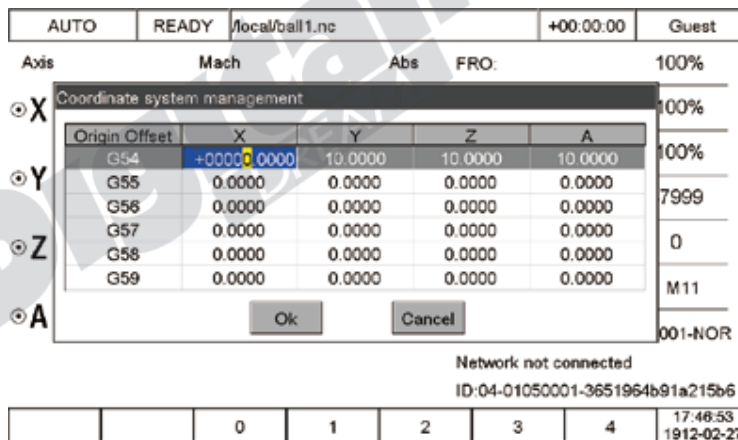 AUTO READY /local/ball1.nc +00:00:00 Guest
Axis Mach Abs FRO: 100%
X 100%
Coordinate system management
Origin Offset X Y Z A
100%
G54 +00000.0000 10.0000 10.0000 10.0000
Y G55 0.0000 0.0000 0.0000 0.0000
7999
G56 0.0000 0.0000 0.0000 0.0000
G57 0.0000 0.0000 0.0000 0.0000
Z G58 0.0000 0.0000 0.0000 0.0000
0
G59 0.0000 0.0000 0.0000 0.0000
M11
A Ok Cancel
001-NOR
Network not connected
ID:04-01050001-3651964b91a215b6
0 1 2 3 4 17:46:53
1912-02-27
Digital
DREAM